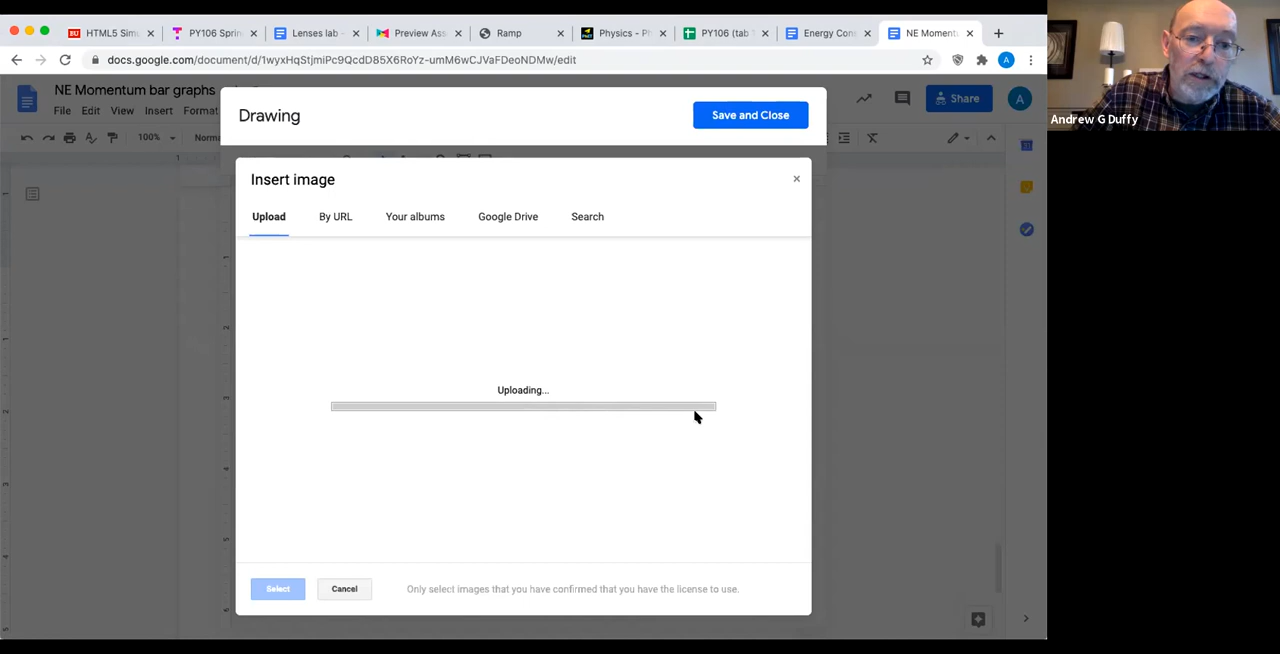 HTML5 Sim
PY106 Sprin
Lenses lab -
Preview Ass
Ramp
Physics - Ph
PY106 (tab
Energy Con
NE Moment
docs.google.com/document/d/1wyxHqStjmiPc9QcdD85X6RoYz-umM6wCJVaFDeoNDMw/edit
A
NE Momentum bar graphs
File Edit View Insert Format
Share
A
100%
Norma
Drawing
Save and Close
Insert image
Upload
By URL
Your albums
Google Drive
Search
Uploading...
Select
Cancel
Only select images that you have confirmed that you have the license to use.
Andrew G Duffy